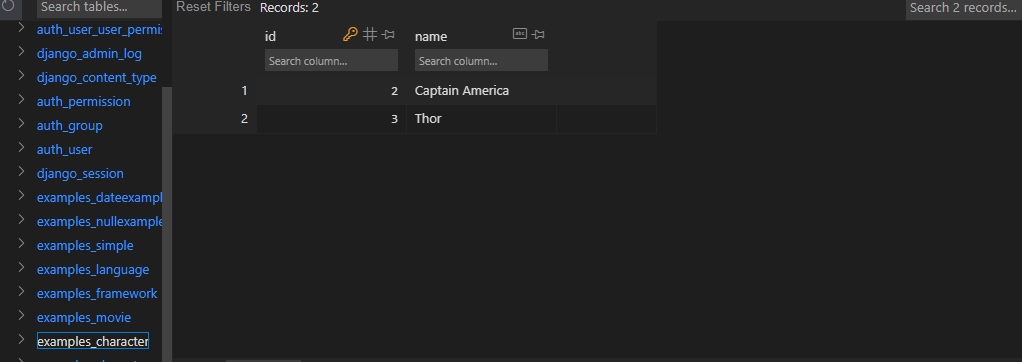 Search tables...
Reset Filters Records: 2
Search 2 records...
auth_user_user_permis
django_admin_log
django_content_type
auth_permission
auth_group
auth_user
django_session
examples_dateexampl
examples_nullexample
examples_simple
examples_language
examples_framework
examples_movie
examples_character
id name
Search column... Search column...
1 2 Captain America
2 3 Thor